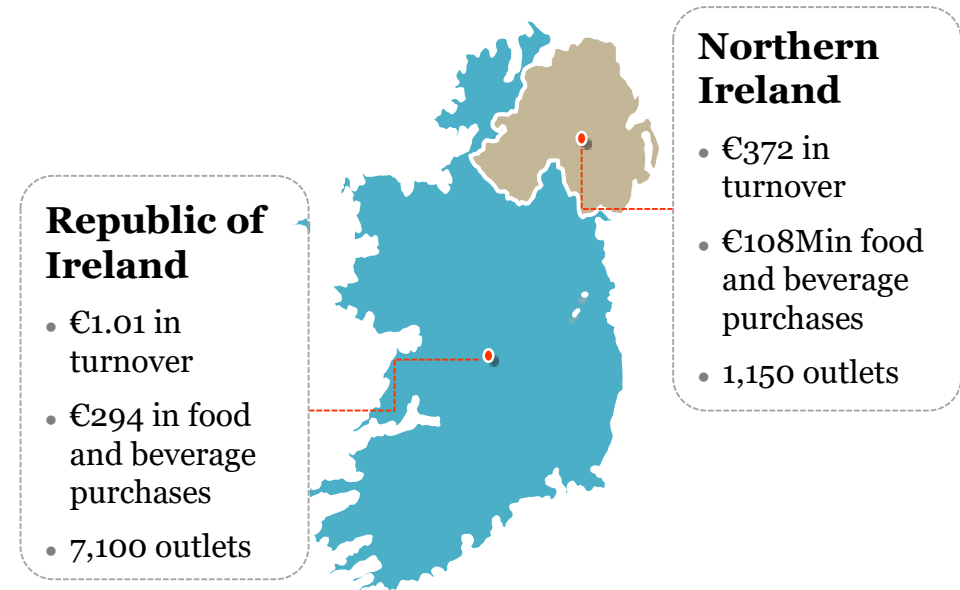 Republic of
Ireland
• €1.01 in
turnover
• €294 in food
and beverage
purchases
• 7,100 outlets
Northern
Ireland
• €372 in
turnover
• €108Min food
and beverage
purchases
• 1,150 outlets